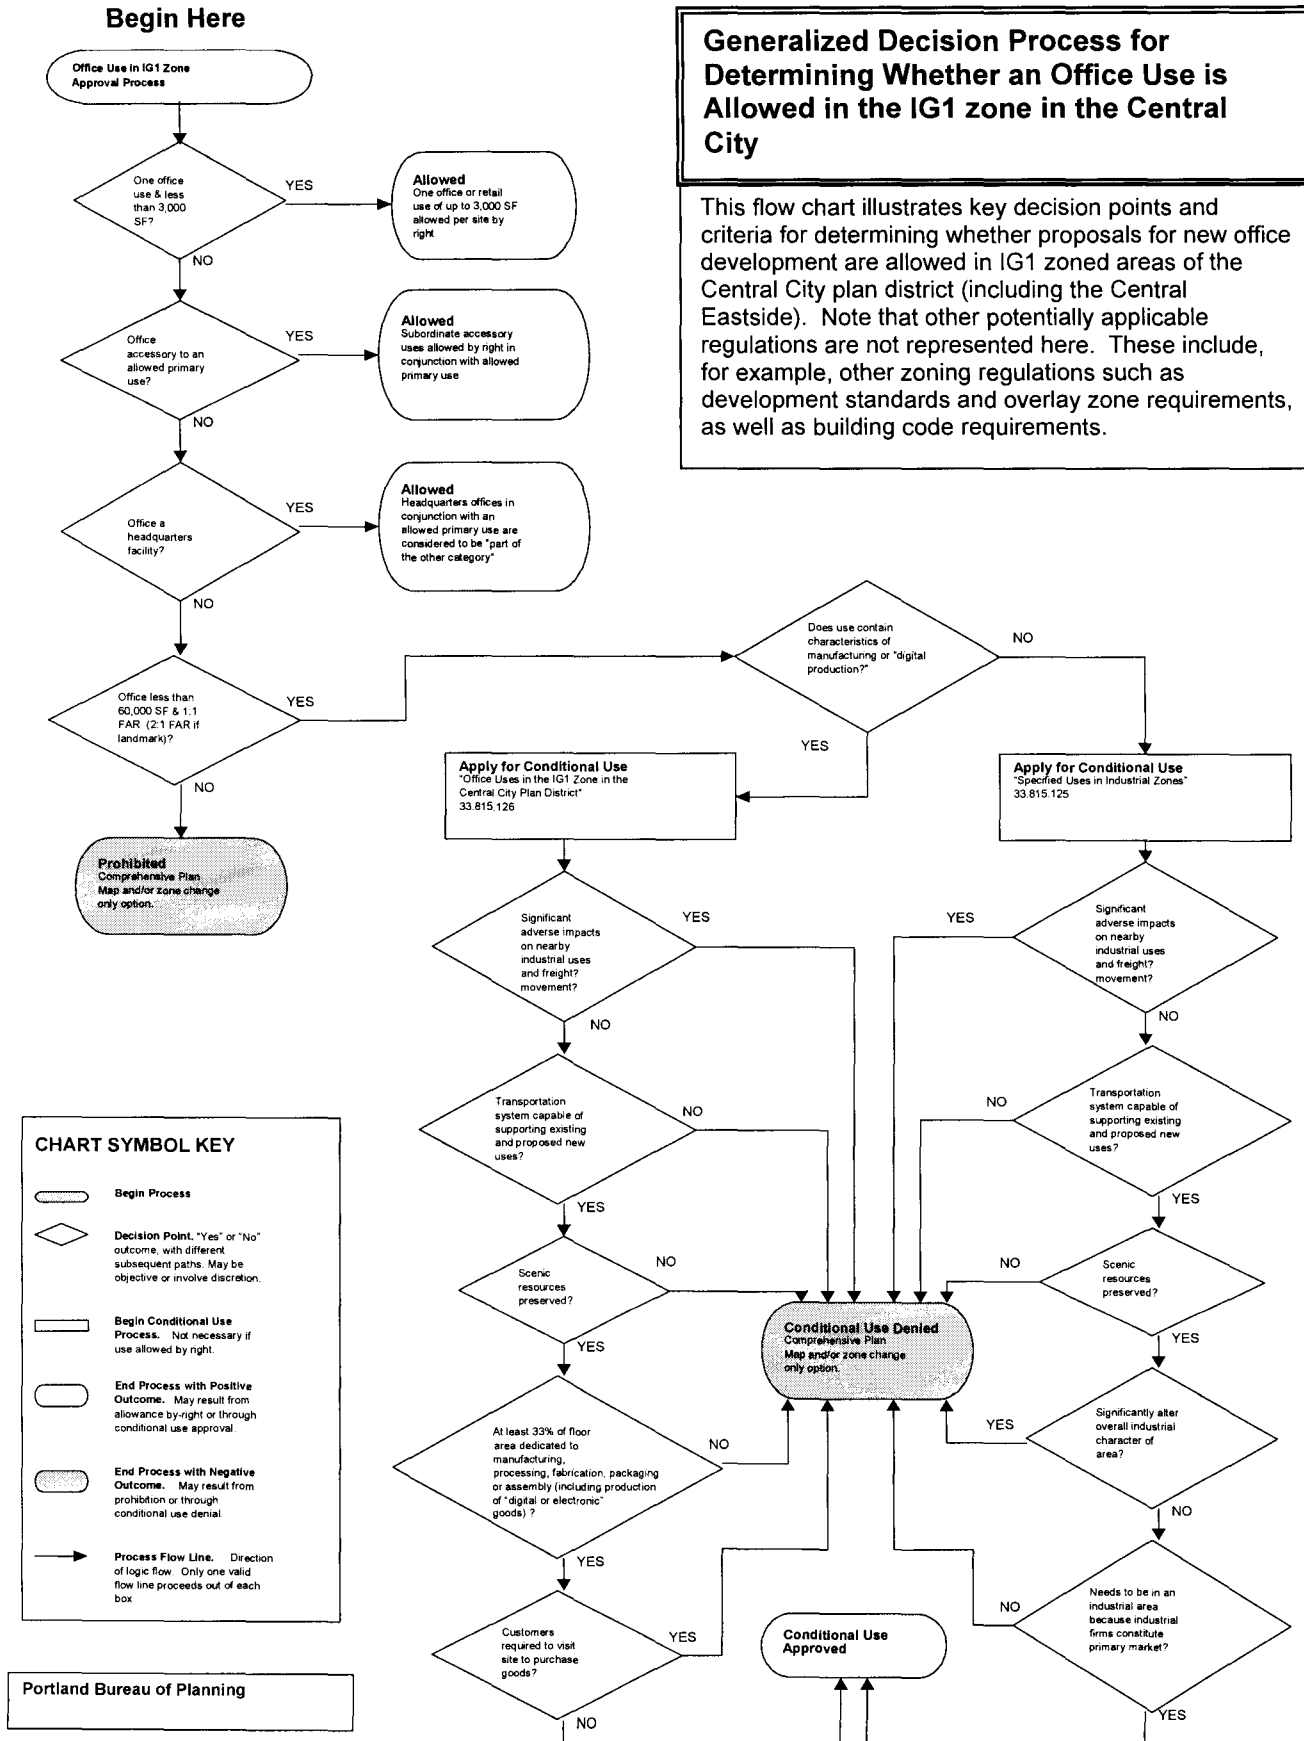 Begin Here
Office Use in IG1 Zone
Approval Process
Generalized Decision Process for
Determining Whether an Office Use is
Allowed in the IG1 zone in the Central
City
This flow chart illustrates key decision points and
criteria for determining whether proposals for new office
development are allowed in IG1 zoned areas of the
Central City plan district (including the Central
Eastside). Note that other potentially applicable
regulations are not represented here. These include,
for example, other zoning regulations such as
development standards and overlay zone requirements,
as well as building code requirements.
One office
use & less
than 3,000
SF?
YES
Allowed
One office or retail
use of up to 3,000 SF
allowed per site by
right
NO
Office
accessory to an
allowed primary
use?
YES
Allowed
Subordinate accessory
uses allowed by right in
conjunction with allowed
primary use
NO
Office a
headquarters
facility?
YES
Allowed
Headquarters offices in
conjunction with an
allowed primary use are
considered to be "part of
the other category"
NO
Office less than
60,000 SF & 1:1
FAR (2:1 FAR if
landmark)?
YES
NO
Prohibited
Comprehensive Plan
Map and/or zone change
only option.
Does use contain
characteristics of
manufacturing or "digital
production?"
NO
YES
Apply for Conditional Use
"Office Uses in the IG1 Zone in the
Central City Plan District"
33.815.126
Apply for Conditional Use
"Specified Uses in Industrial Zones"
33.815.125
Significant
adverse impacts
on nearby
industrial uses
and freight?
movement?
YES
NO
Transportation
system capable of
supporting existing
and proposed new
uses?
NO
YES
Scenic
resources
preserved?
NO
YES
At least 33% of floor
area dedicated to
manufacturing,
processing, fabrication, packaging
or assembly (including production
of "digital or electronic"
goods) ?
NO
YES
Customers
required to visit
site to purchase
goods?
YES
NO
Significant
adverse impacts
on nearby
industrial uses
and freight?
movement?
YES
NO
Transportation
system capable of
supporting existing
and proposed new
uses?
NO
YES
Scenic
resources
preserved?
NO
YES
Significantly alter
overall industrial
character of
area?
YES
NO
Needs to be in an
industrial area
because industrial
firms constitute
primary market?
NO
YES
Conditional Use Denied
Comprehensive Plan
Map and/or zone change
only option.
Conditional Use
Approved
CHART SYMBOL KEY
Begin Process
Decision Point. "Yes" or "No"
outcome, with different
subsequent paths. May be
objective or involve discretion.
Begin Conditional Use
Process. Not necessary if
use allowed by right.
End Process with Positive
Outcome. May result from
allowance by-right or through
conditional use approval.
End Process with Negative
Outcome. May result from
prohibition or through
conditional use denial.
Process Flow Line. Direction
of logic flow. Only one valid
flow line proceeds out of each
box
Portland Bureau of Planning